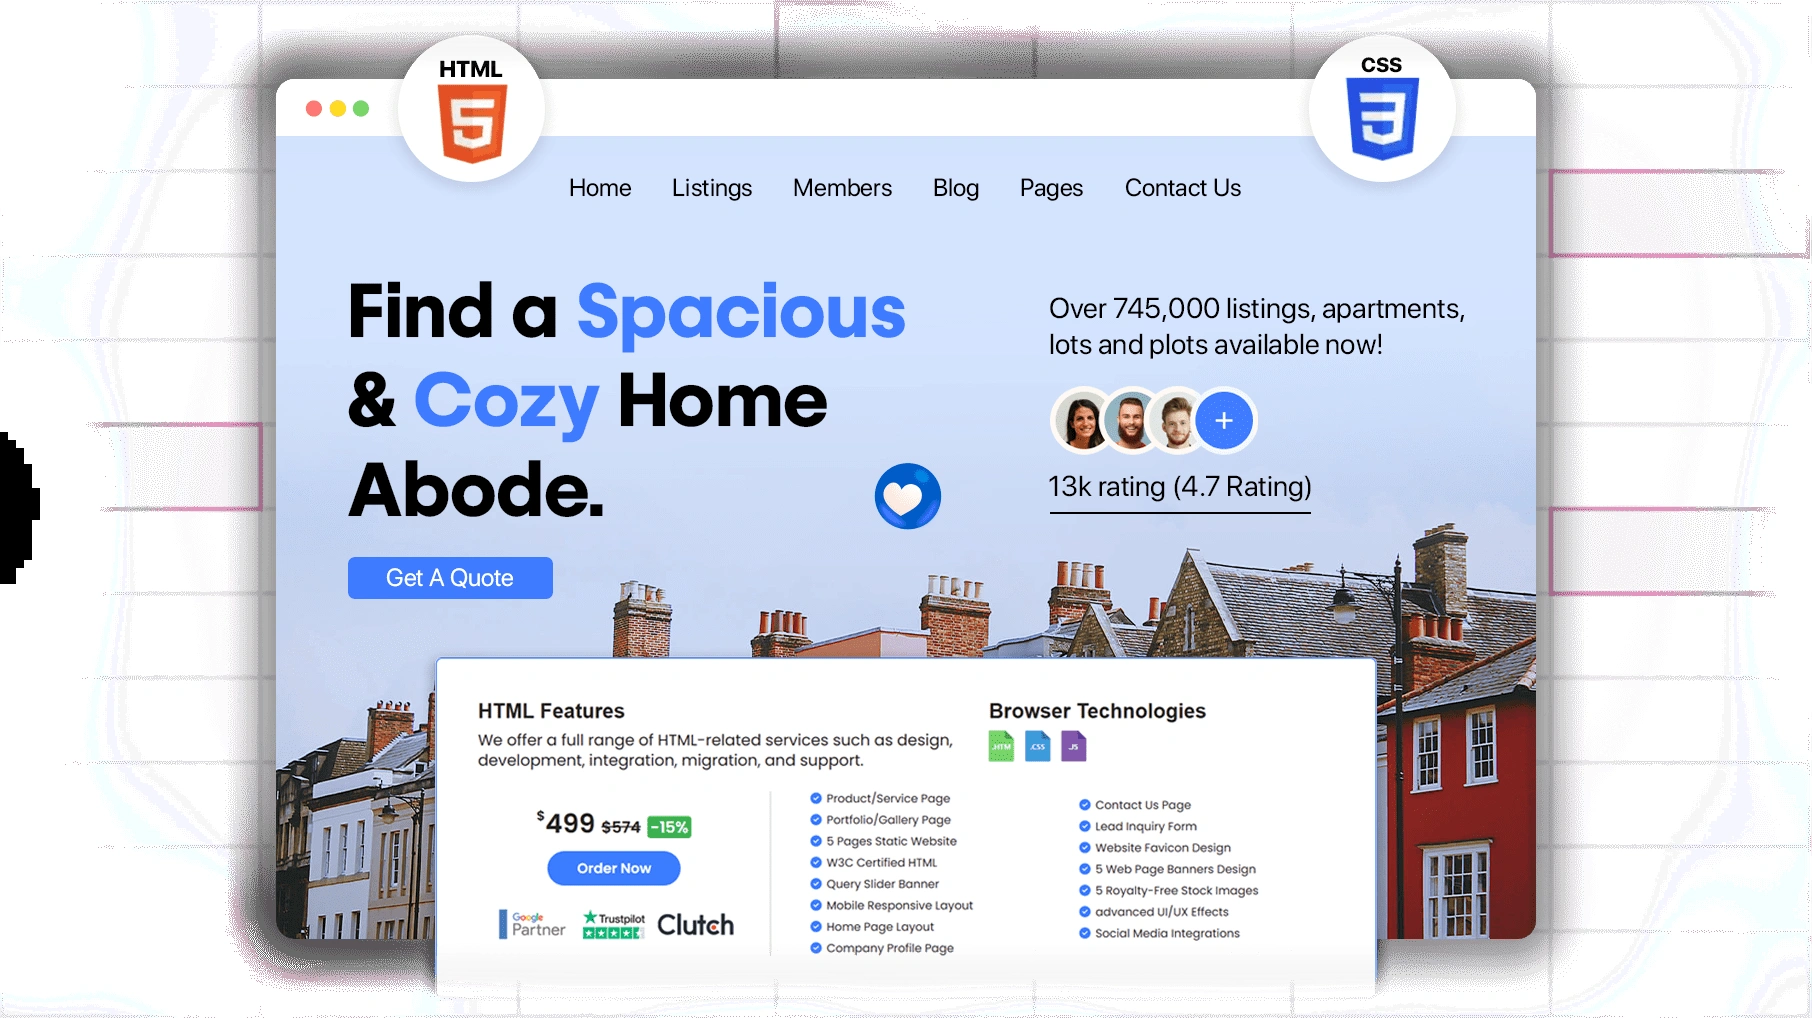 HTML
CSS
Home Listings Members Blog Pages Contact Us
Find a Spacious
& Cozy Home
Abode.
Get A Quote
Over 745,000 listings, apartments,
lots and plots available now!
+
13k rating (4.7 Rating)
HTML Features
We offer a full range of HTML-related services such as design,
development, integration, migration, and support.
$499 $574 -15%
Order Now
Google
Partner
Trustpilot
Clutch
Browser Technologies
.HTM .CSS .JS
Product/Service Page
Portfolio/Gallery Page
5 Pages Static Website
W3C Certified HTML
Query Slider Banner
Mobile Responsive Layout
Home Page Layout
Company Profile Page
Contact Us Page
Lead Inquiry Form
Website Favicon Design
5 Web Page Banners Design
5 Royalty-Free Stock Images
advanced UI/UX Effects
Social Media Integrations